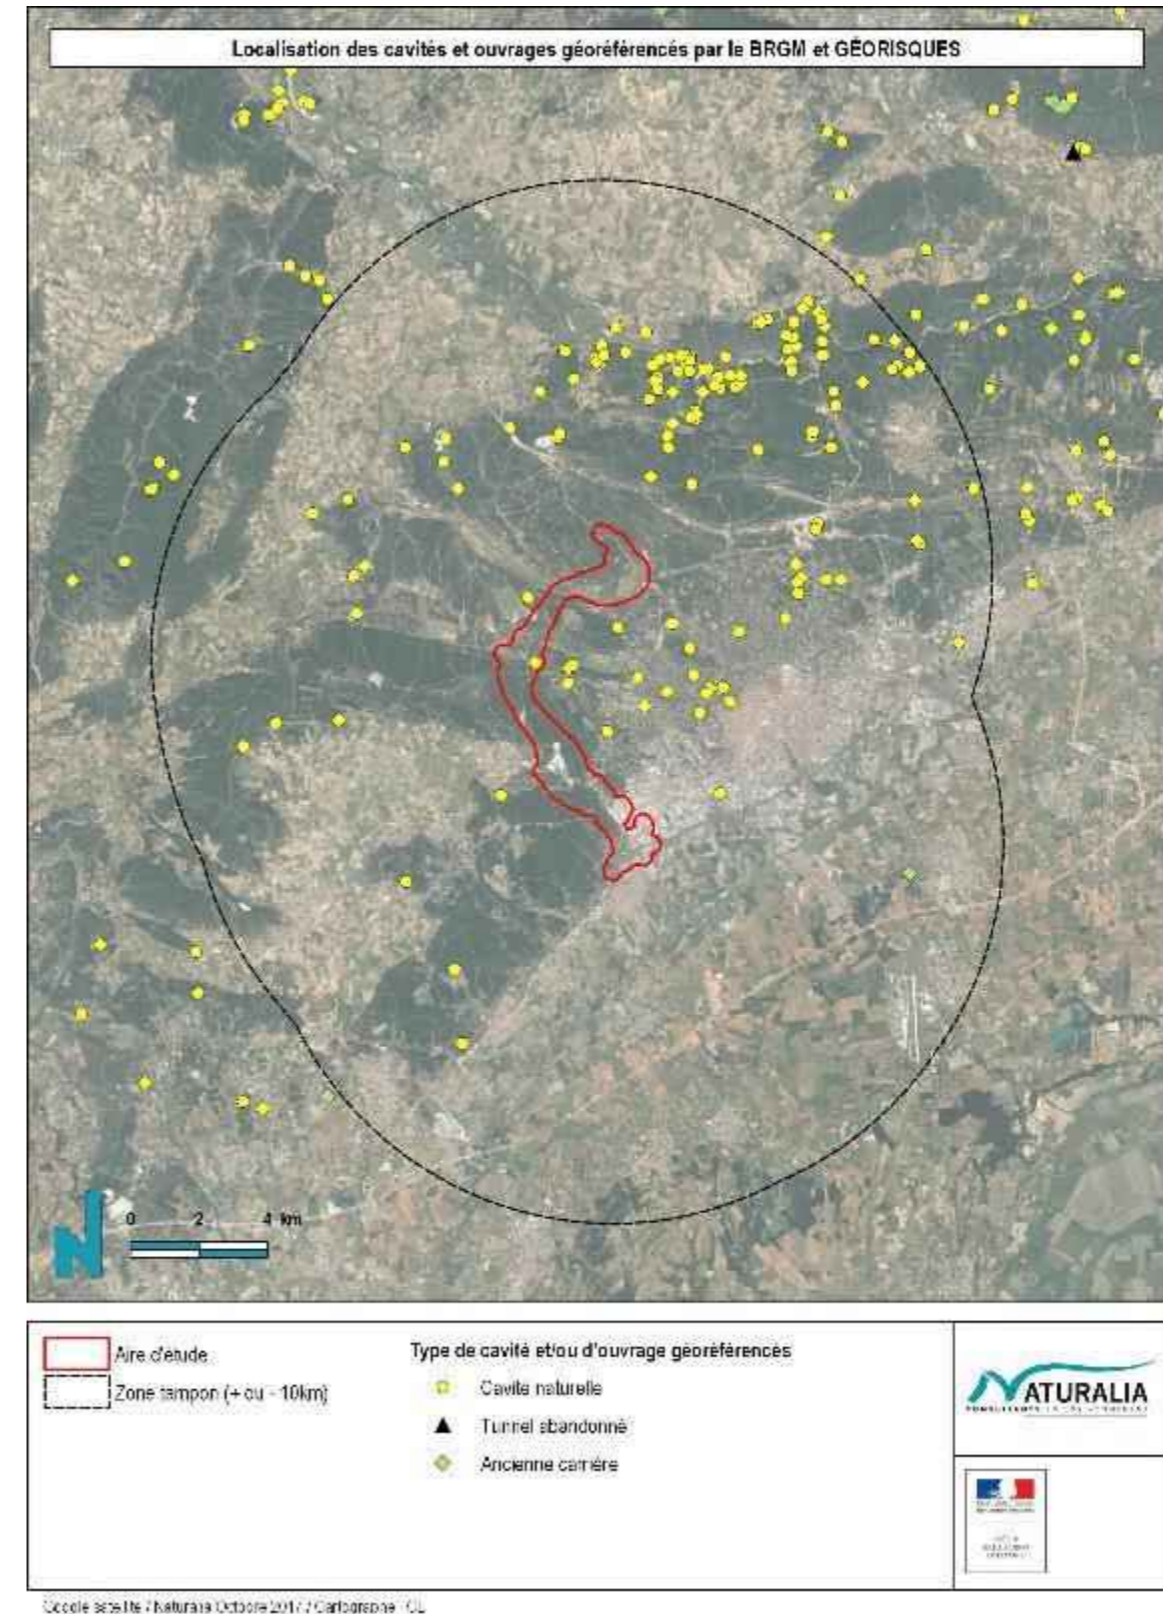 Localisation des cavités et ouvrages géoréférencés par le BRGM et GÉORISQUES
0 2 4 km
Aire d'étude
Zone tampon (+ ou - 10km)
Type de cavité et/ou d'ouvrage géoréférencés
Cavité naturelle
Tunnel abandonné
Ancienne carrière
NATURALIA
Google satellite / Naturalia Octobre 2017 / Cartographe : CL